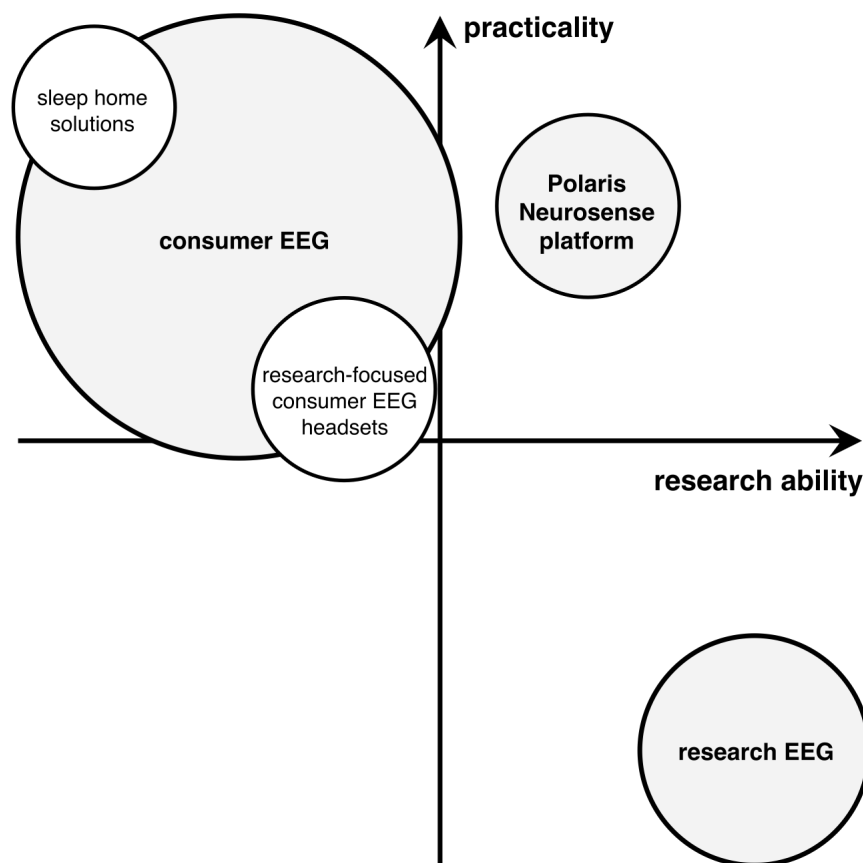 practicality
sleep home
solutions
Polaris
Neurosense
platform
consumer EEG
research-focused
consumer EEG
headsets
research ability
research EEG